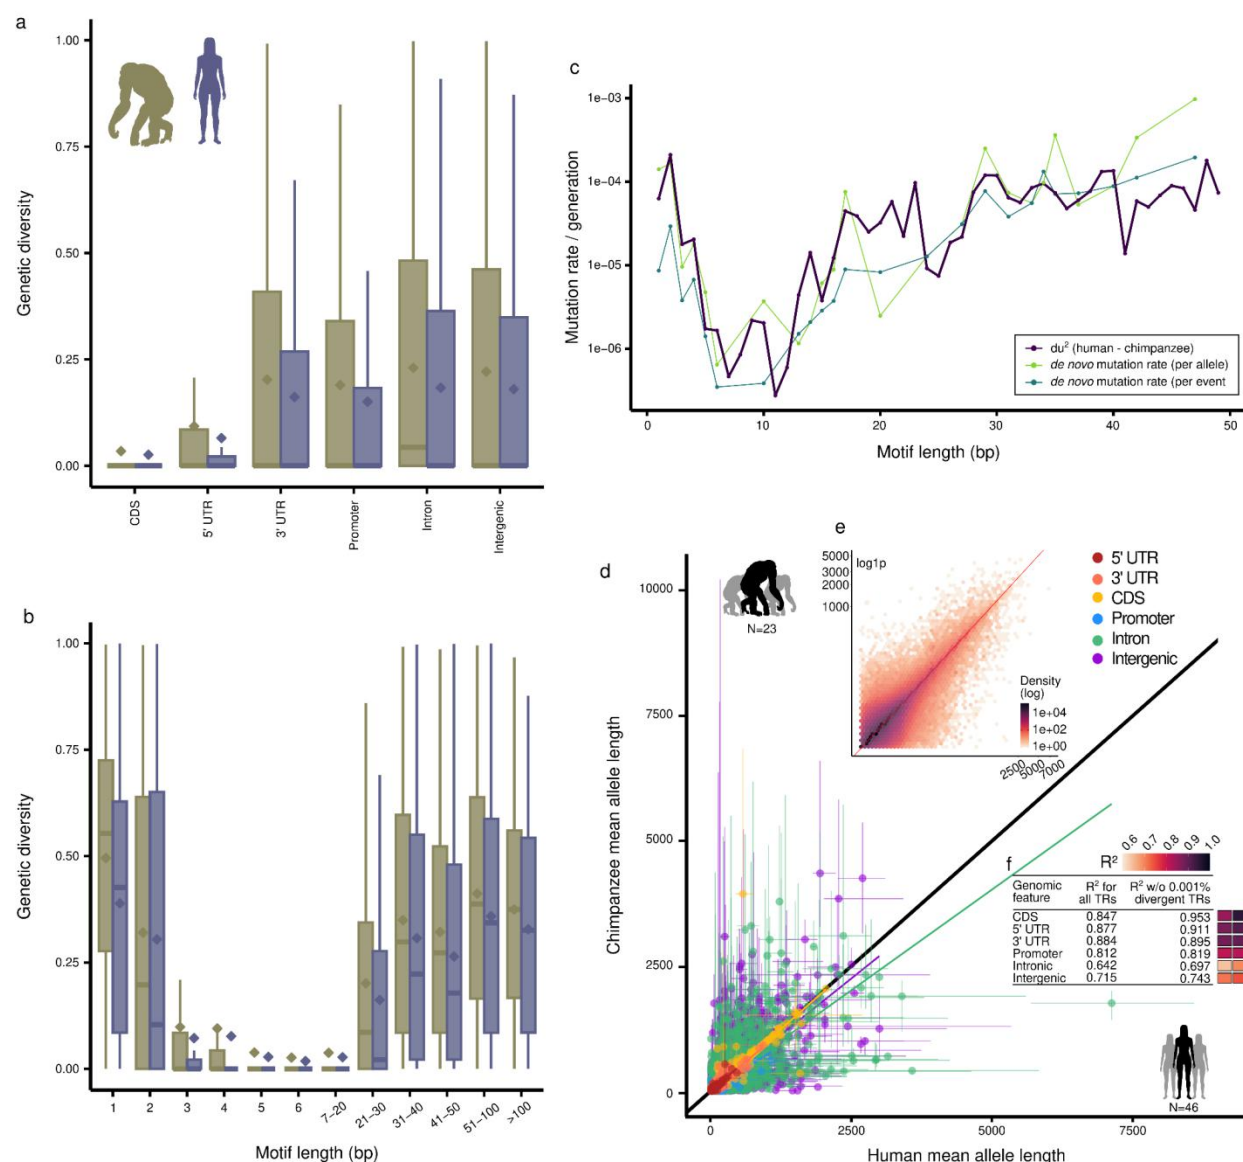 a
1.00
0.75
0.50
0.25
0.00
Genetic diversity
CDS
5' UTR
3' UTR
Promoter
Intron
Intergenic
b
1.00
0.75
0.50
0.25
0.00
Genetic diversity
1
2
3
4
5
6
7−20
21−30
31−40
41−50
51−100
>100
Motif length (bp)
c
1e−03
1e−04
1e−05
1e−06
Mutation rate / generation
du² (human - chimpanzee)
de novo mutation rate (per allele)
de novo mutation rate (per event
0 10 20 30 40 50
Motif length (bp)
d
10000
7500
5000
2500
0
Chimpanzee mean allele length
N=23
e
5000
3000
2000
1000
log1p
Density
(log)
1e+04
1e+02
1e+00
2500
5000
7000
5' UTR
3' UTR
CDS
Promoter
Intron
Intergenic
f
R²
0.6 0.7 0.8 0.9 1.0
Genomic feature R² for all TRs R² w/o 0.001% divergent TRs
CDS 0.847 0.953
5' UTR 0.877 0.911
3' UTR 0.884 0.895
Promoter 0.812 0.819
Intronic 0.642 0.697
Intergenic 0.715 0.743
N=46
0 2500 5000 7500
Human mean allele length